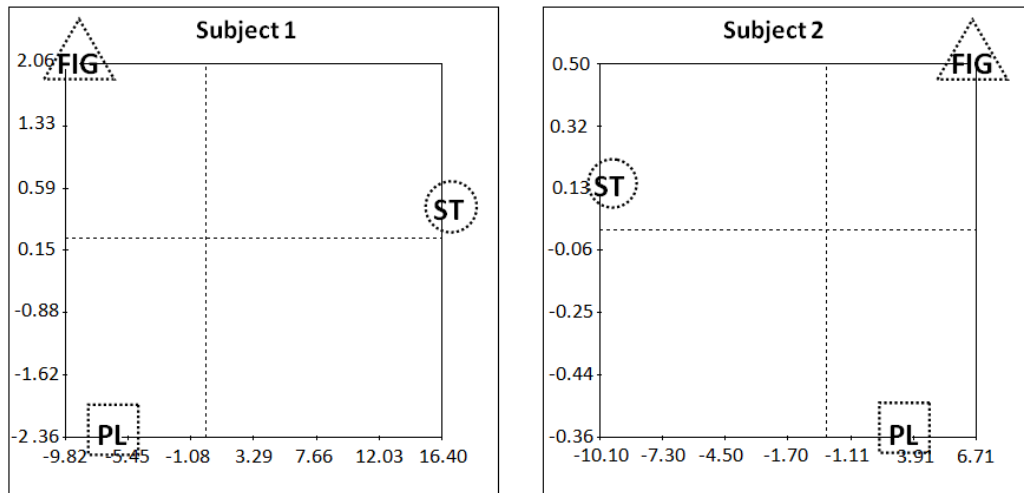 Subject 1
FIG
2.06
1.33
0.59
ST
0.15
-0.88
-1.62
-2.36
PL
-9.82 -5.45 -1.08 3.29 7.66 12.03 16.40
Subject 2
FIG
0.50
0.32
0.13
ST
-0.06
-0.25
-0.44
-0.36
PL
-10.10 -7.30 -4.50 -1.70 -1.11 3.91 6.71